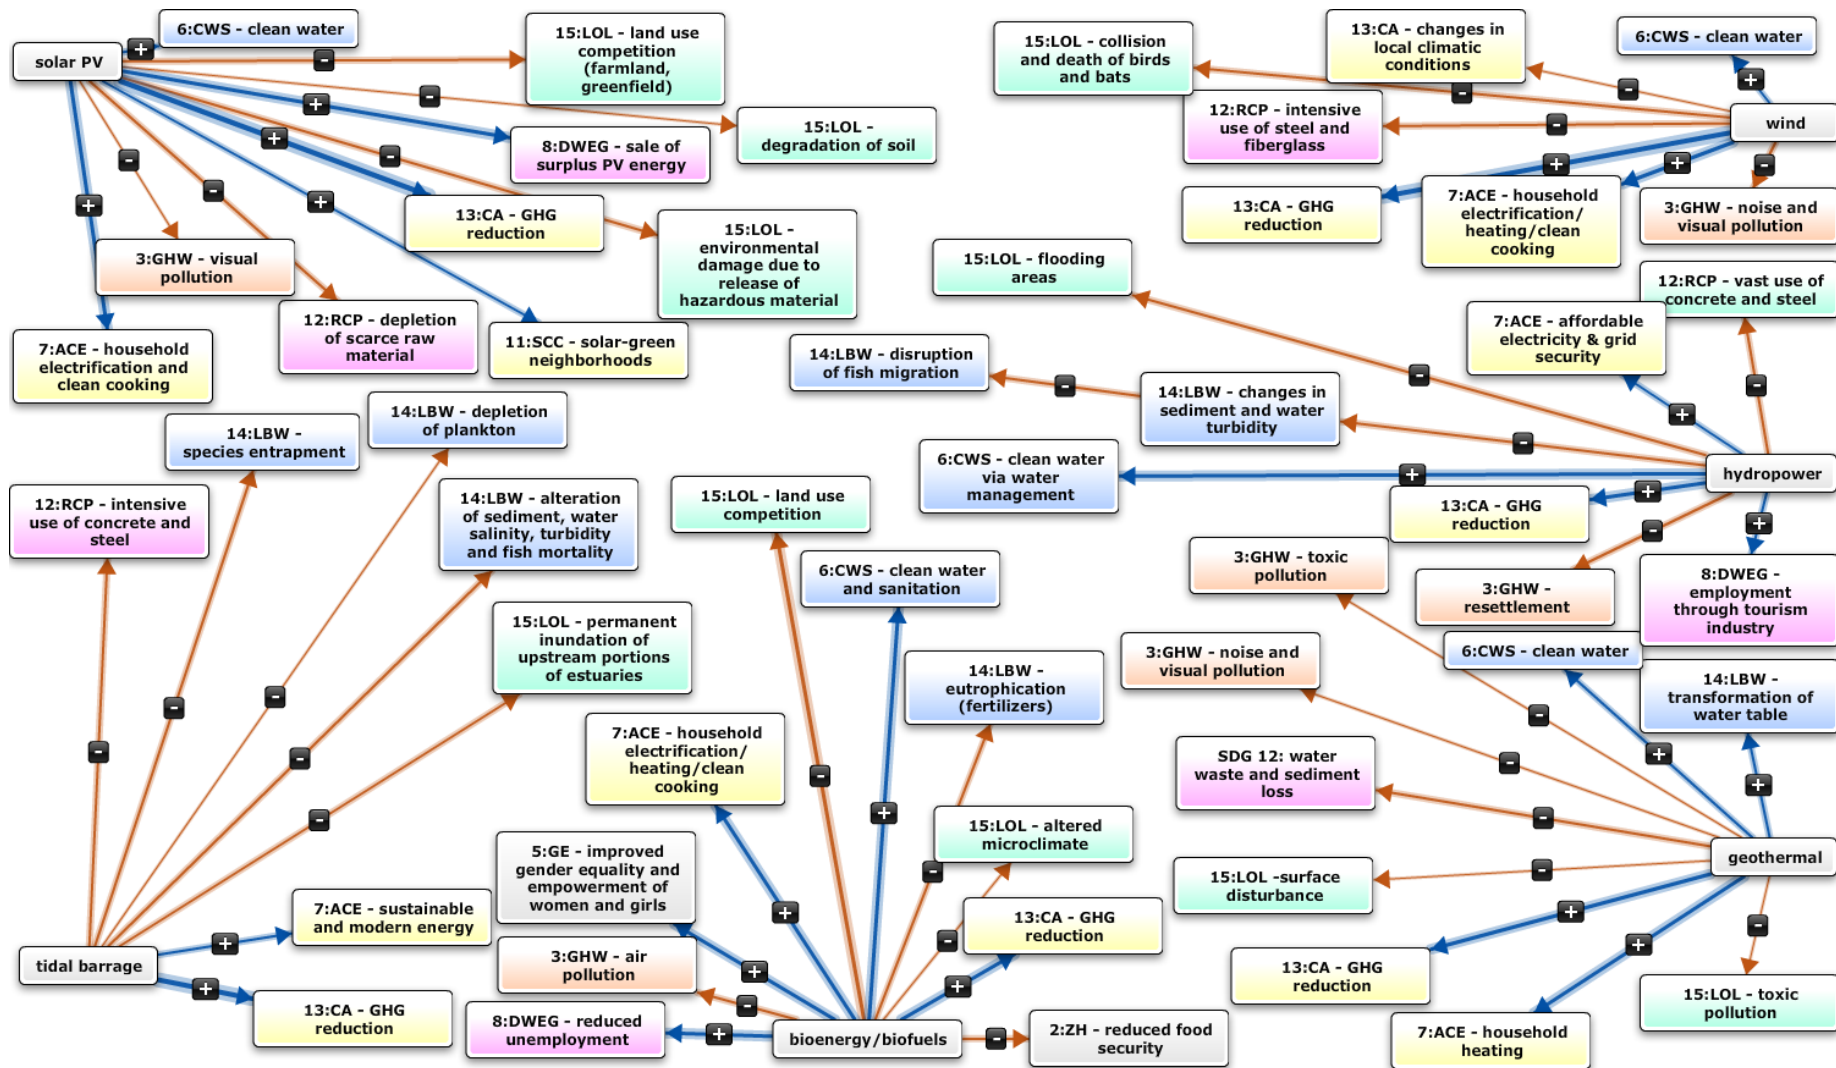 solar PV
6:CWS - clean water
15:LOL - land use
competition
(farmland,
greenfield)
15:LOL -
degradation of soil
8:DWEG - sale of
surplus PV energy
13:CA - GHG
reduction
15:LOL -
environmental
damage due to
release of
hazardous material
3:GHW - visual
pollution
12:RCP - depletion
of scarce raw
material
11:SCC - solar-green
neighborhoods
7:ACE - household
electrification and
clean cooking
15:LOL - collision
and death of birds
and bats
13:CA - changes in
local climatic
conditions
6:CWS - clean water
wind
12:RCP - intensive
use of steel and
fiberglass
13:CA - GHG
reduction
7:ACE - household
electrification/
heating/clean
cooking
3:GHW - noise and
visual pollution
15:LOL - flooding
areas
12:RCP - vast use of
concrete and steel
7:ACE - affordable
electricity & grid
security
14:LBW - disruption
of fish migration
14:LBW - changes in
sediment and water
turbidity
6:CWS - clean water
via water
management
hydropower
13:CA - GHG
reduction
3:GHW -
resettlement
8:DWEG -
employment
through tourism
industry
14:LBW -
species entrapment
14:LBW - depletion
of plankton
12:RCP - intensive
use of concrete and
steel
14:LBW - alteration
of sediment, water
salinity, turbidity
and fish mortality
15:LOL - permanent
inundation of
upstream portions
of estuaries
7:ACE - sustainable
and modern energy
tidal barrage
13:CA - GHG
reduction
15:LOL - land use
competition
6:CWS - clean water
and sanitation
14:LBW -
eutrophication
(fertilizers)
7:ACE - household
electrification/
heating/clean
cooking
15:LOL - altered
microclimate
5:GE - improved
gender equality and
empowerment of
women and girls
13:CA - GHG
reduction
3:GHW - air
pollution
8:DWEG - reduced
unemployment
bioenergy/biofuels
2:ZH - reduced food
security
3:GHW - toxic
pollution
3:GHW - noise and
visual pollution
6:CWS - clean water
14:LBW -
transformation of
water table
SDG 12: water
waste and sediment
loss
geothermal
15:LOL -surface
disturbance
13:CA - GHG
reduction
7:ACE - household
heating
15:LOL - toxic
pollution